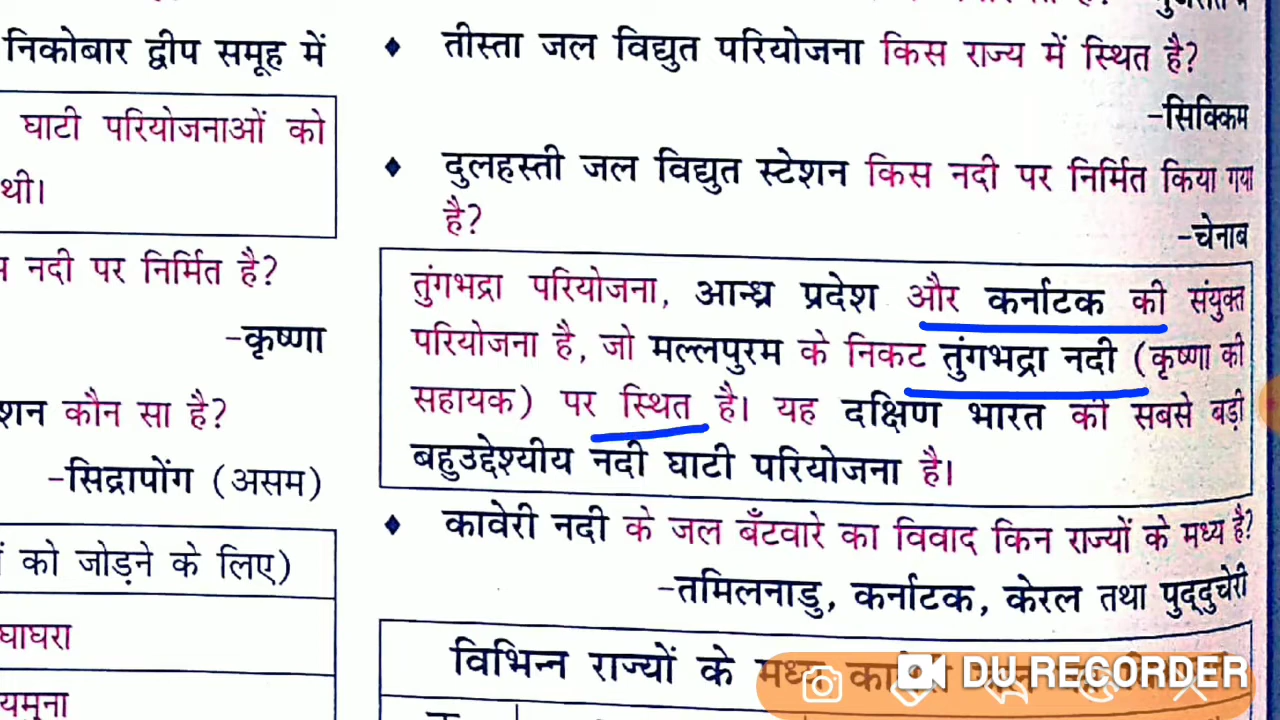 निकोबार द्वीप समूह में
घाटी परियोजनाओं को
थी।
नदी पर निर्मित है?
-कृष्णा
शन कौन सा है?
-सिद्रापोंग (असम)
को जोड़ने के लिए)
घाघरा
यमुना
तीस्ता जल विद्युत परियोजना किस राज्य में स्थित है?
-सिक्किम
दुलहस्ती जल विद्युत स्टेशन किस नदी पर निर्मित किया गया
है?
-चेनाब
तुंगभद्रा परियोजना, आन्ध्र प्रदेश और कर्नाटक की संयुक्त
परियोजना है, जो मल्लपुरम के निकट तुंगभद्रा नदी (कृष्णा की
सहायक) पर स्थित है। यह दक्षिण भारत की सबसे बड़ी
बहुउद्देश्यीय नदी घाटी परियोजना है।
कावेरी नदी के जल बँटवारे का विवाद किन राज्यों के मध्य है?
-तमिलनाडु, कर्नाटक, केरल तथा पुद्दुचेरी
विभिन्न राज्यों के मध्य
DU RECORDER